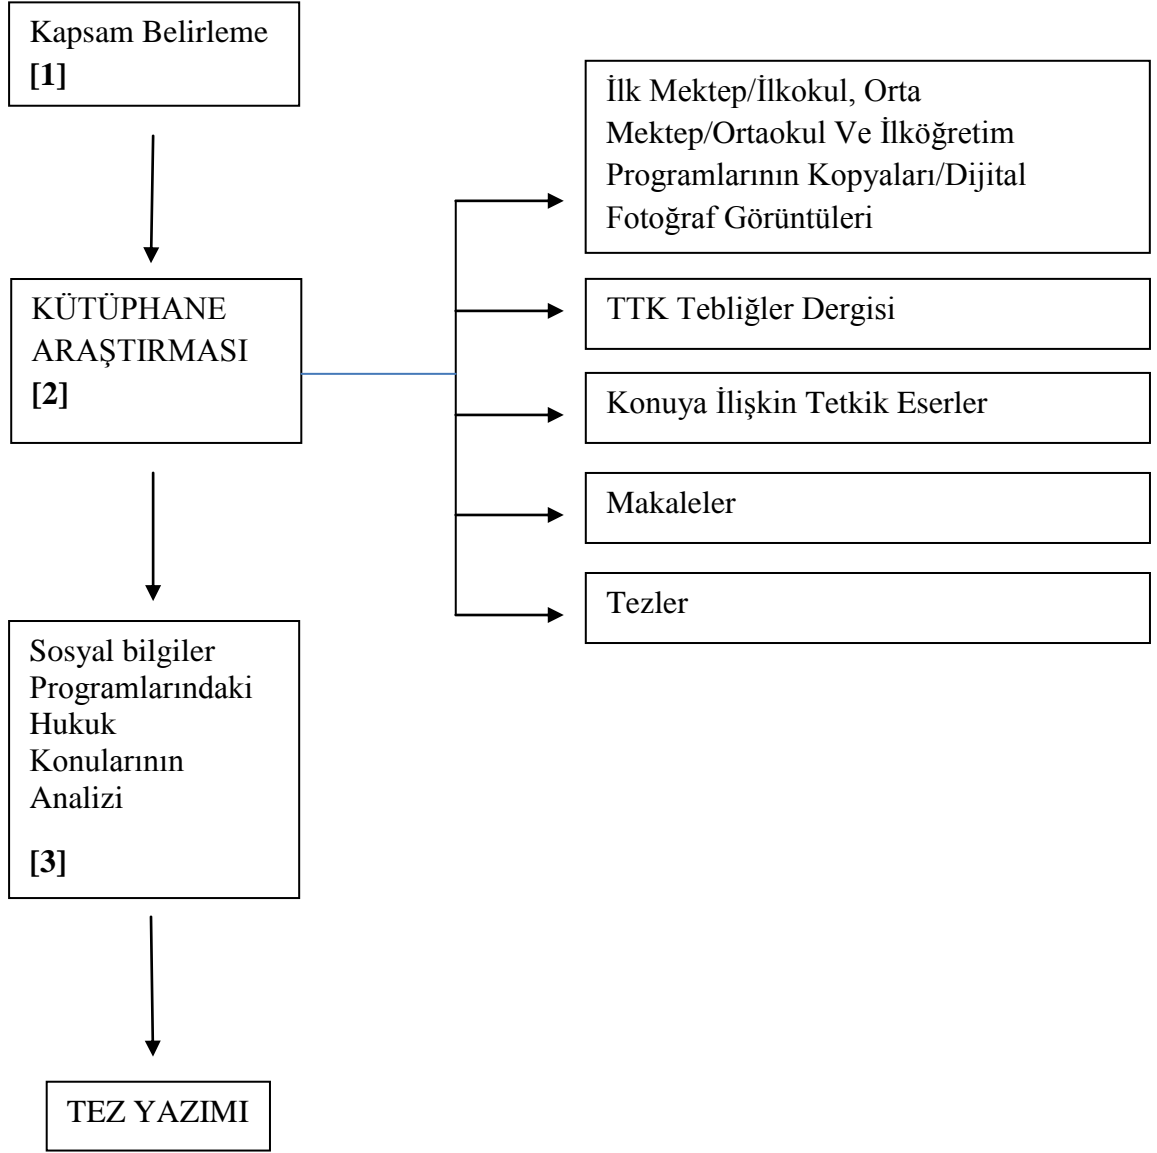 Kapsam Belirleme
[1]
İlk Mektep/İlkokul, Orta
Mektep/Ortaokul Ve İlköğretim
Programlarının Kopyaları/Dijital
Fotoğraf Görüntüleri
KÜTÜPHANE
ARAŞTIRMASI
[2]
TTK Tebliğler Dergisi
Konuya İlişkin Tetkik Eserler
Makaleler
Tezler
Sosyal bilgiler
Programlarındaki
Hukuk
Konularının
Analizi
[3]
TEZ YAZIMI